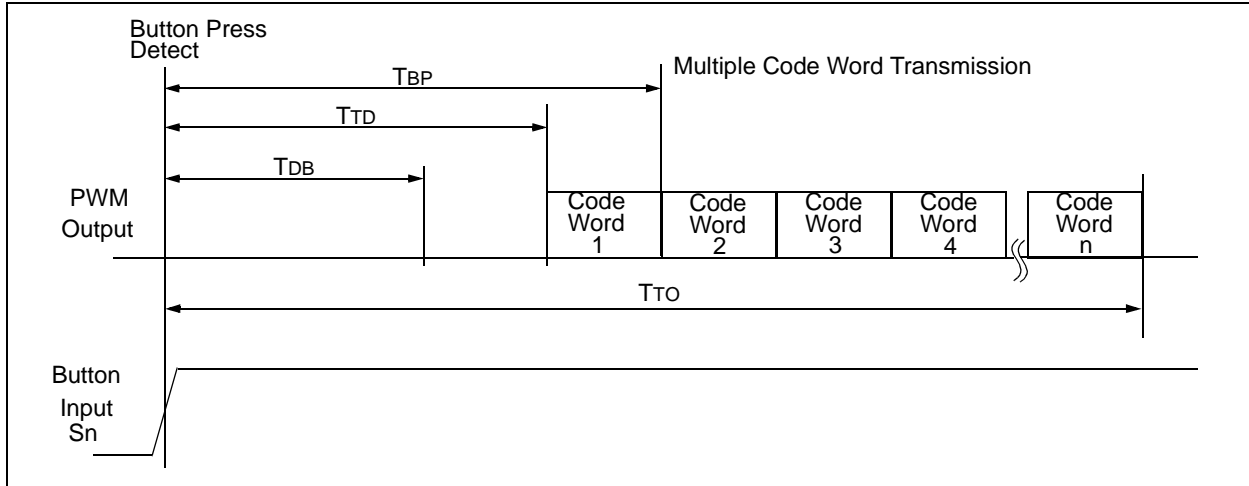 Button Press
Detect
TBP
Multiple Code Word Transmission
TTD
TDB
PWM
Output
Code
Word
1
Code
Word
2
Code
Word
3
Code
Word
4
Code
Word
n
TTO
Button
Input
Sn